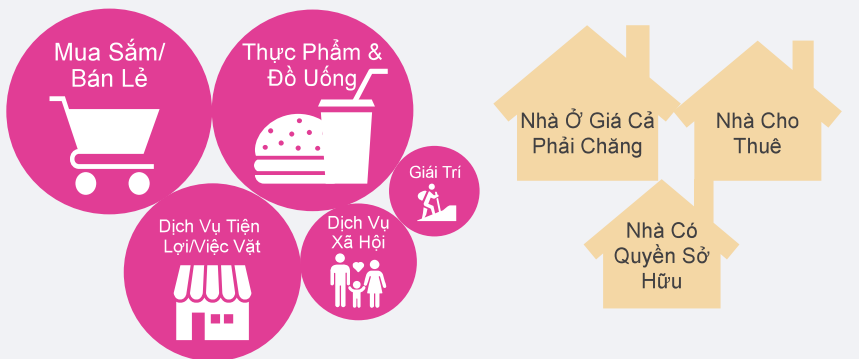 Mua Sắm/
Bán Lẻ
Thực Phẩm &
Đồ Uống
Giải Trí
Dịch Vụ Tiện
Lợi/Việc Vặt
Dịch Vụ
Xã Hội
Nhà Ở Giá Cả
Phải Chăng
Nhà Cho
Thuê
Nhà Có
Quyền Sở
Hữu